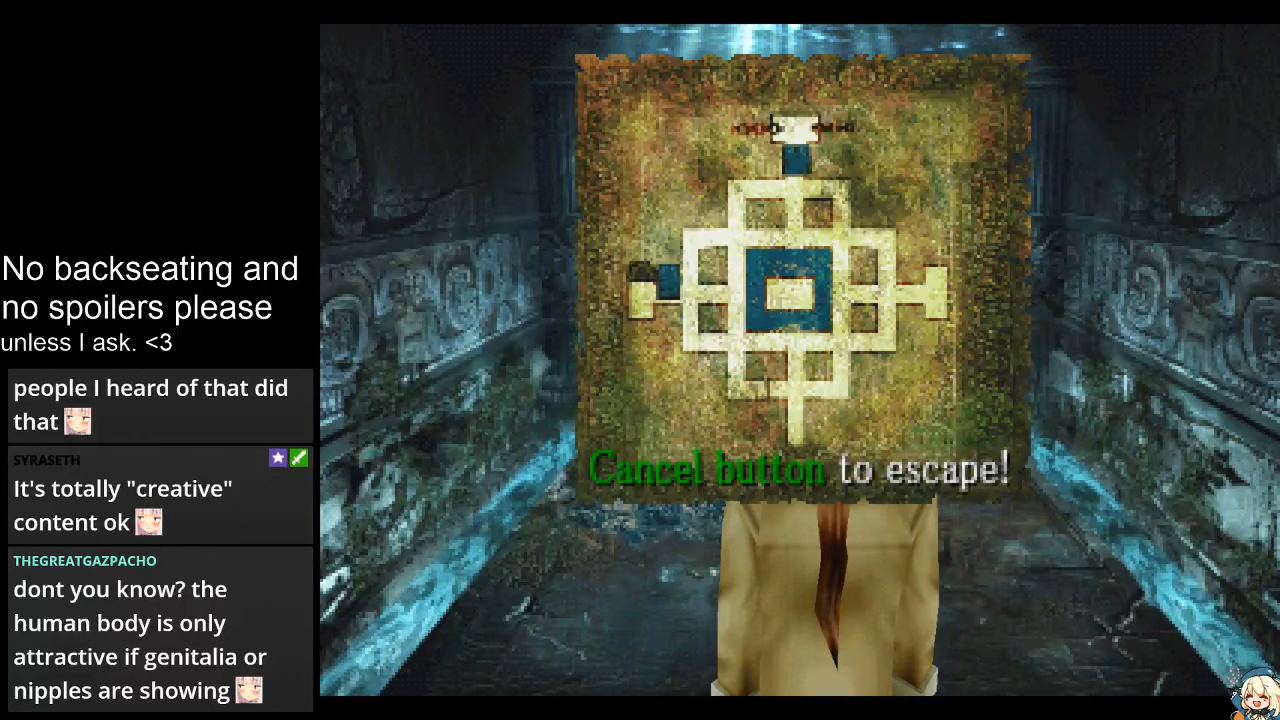 No backseating and
no spoilers please
unless I ask. <3
people I heard of that did
that
SYRASETH
It's totally "creative"
content ok
THEGREATGAZPACHO
dont you know? the
human body is only
attractive if genitalia or
nipples are showing
Cancel button to escape!